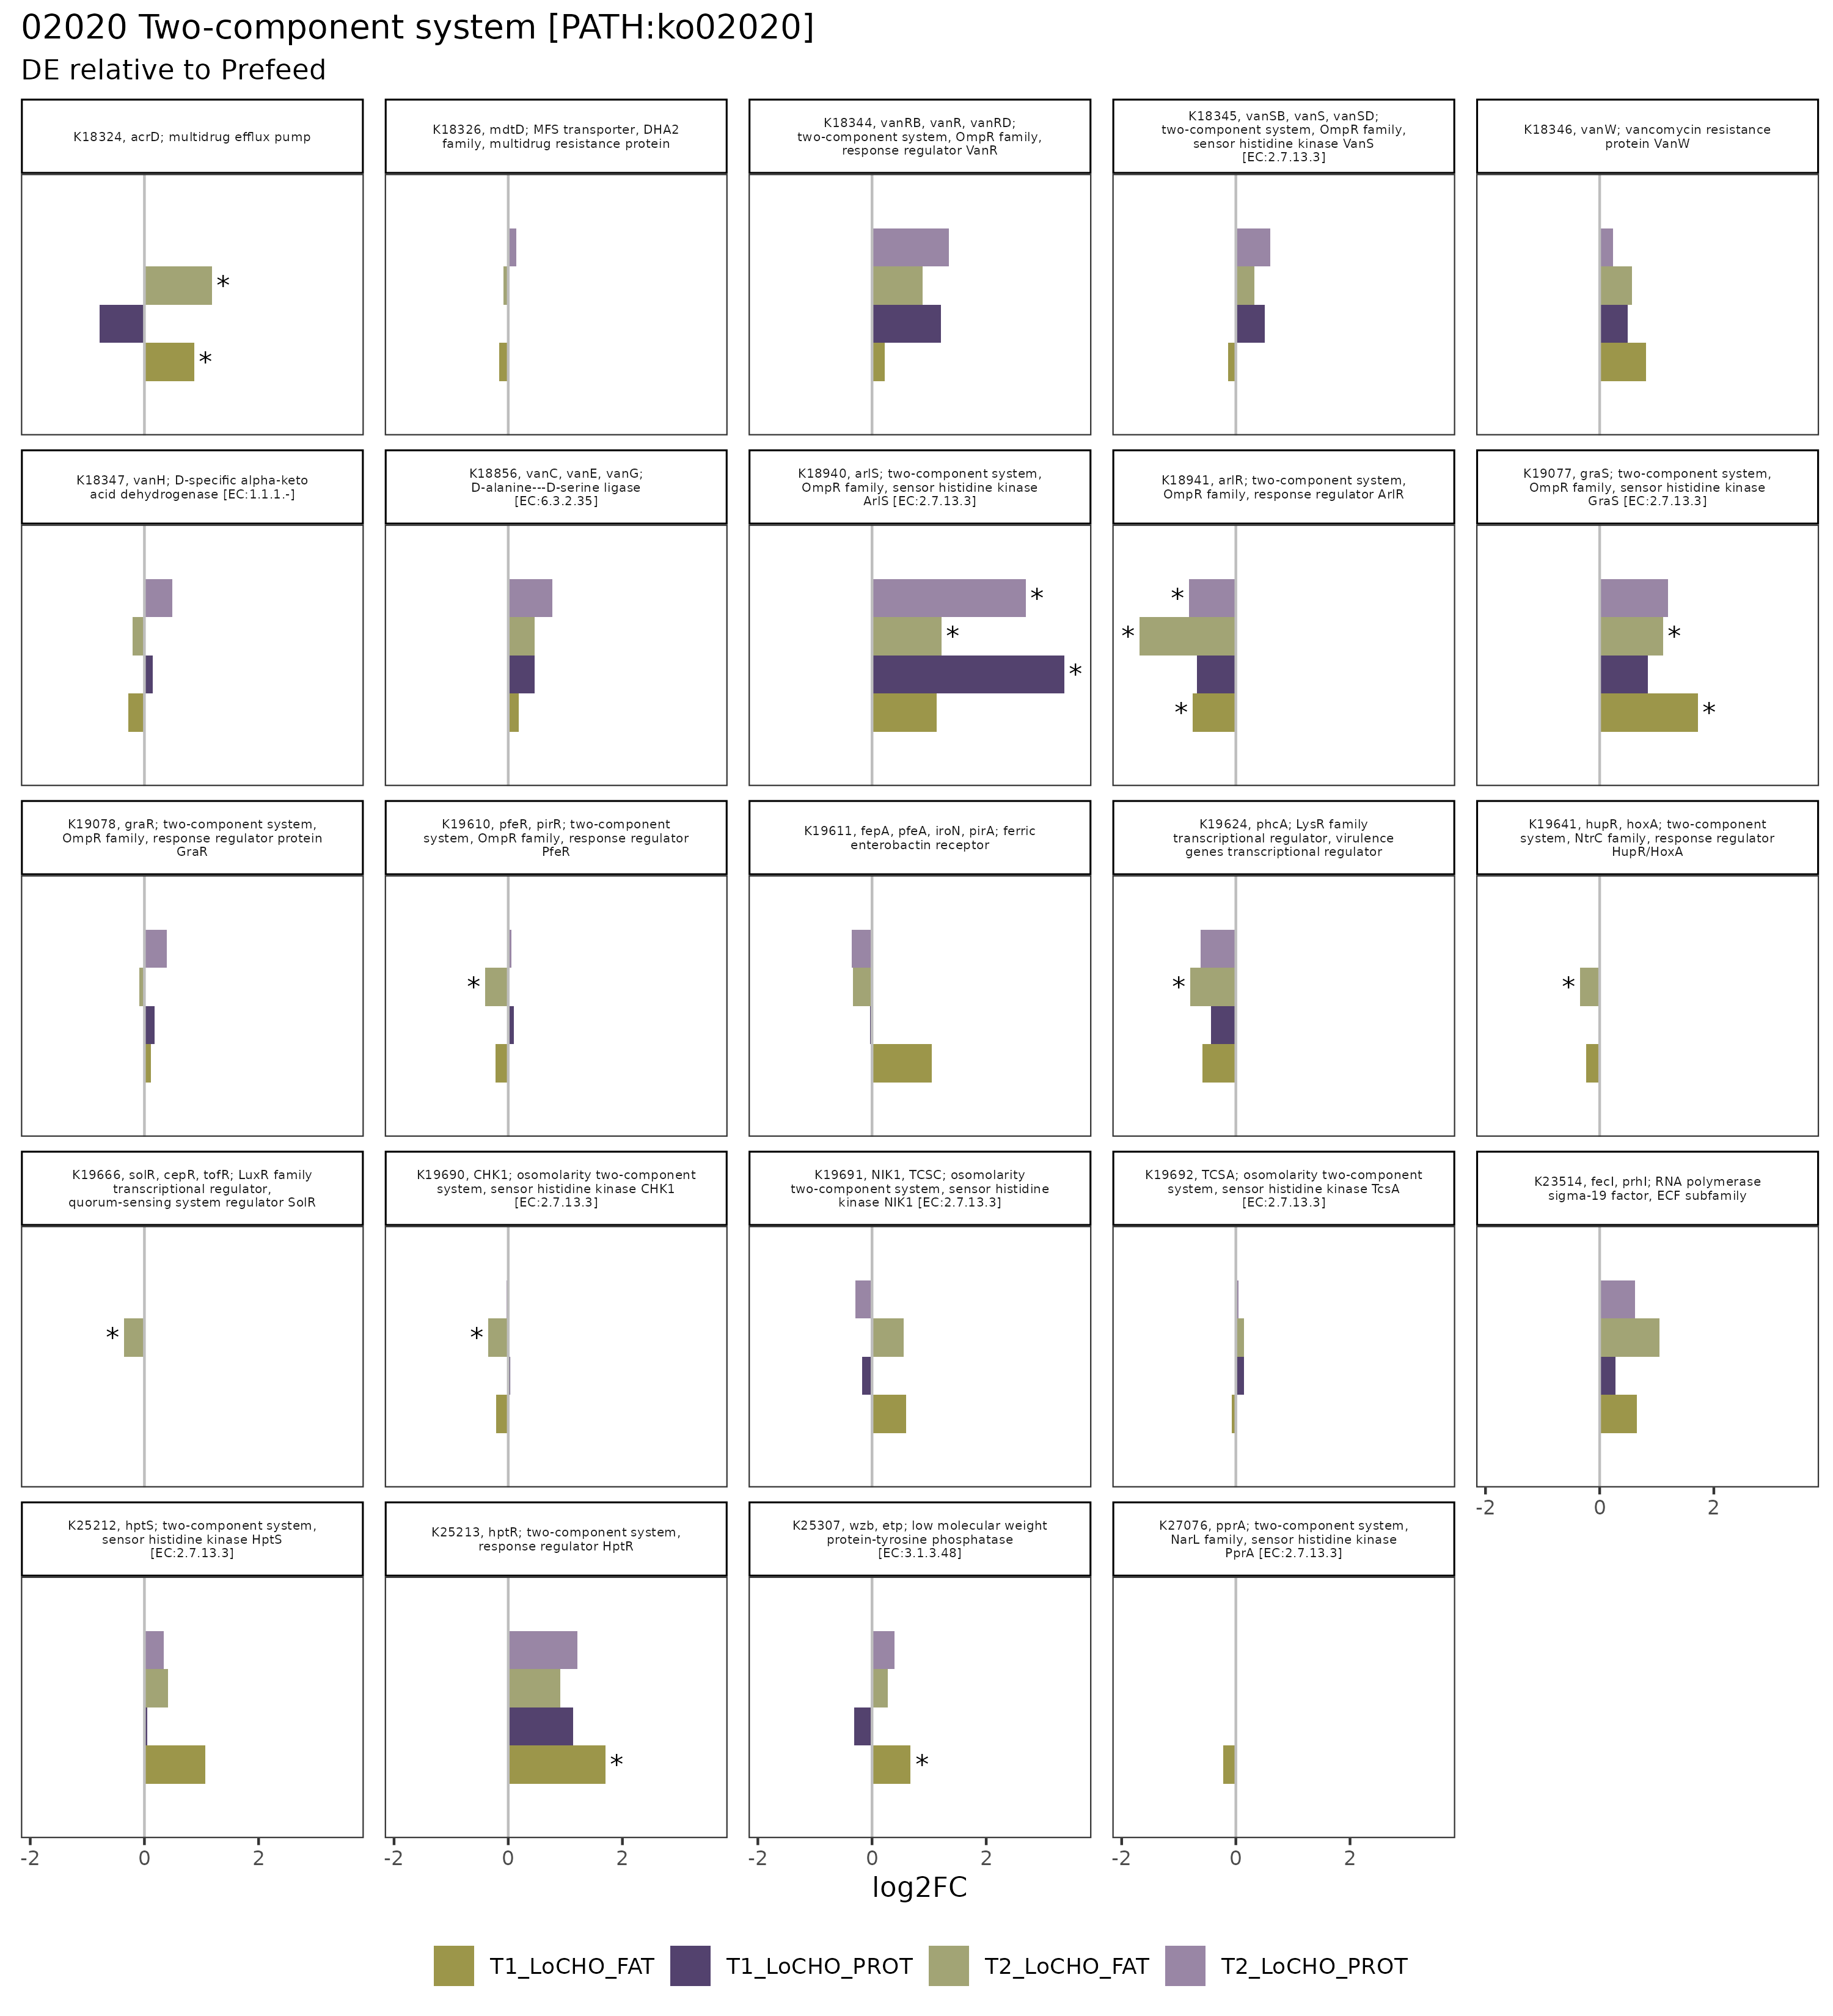 02020 Two-component system [PATH:ko02020]
DE relative to Prefeed
K18324, acrD; multidrug efflux pump
K18326, mdtD; MFS transporter, DHA2
family, multidrug resistance protein
K18344, vanRB, vanR, vanRD;
two-component system, OmpR family,
response regulator VanR
K18345, vanSB, vanS, vanSD;
two-component system, OmpR family,
sensor histidine kinase VanS
[EC:2.7.13.3]
K18346, vanW; vancomycin resistance
protein VanW
*
*
K18347, vanH; D-specific alpha-keto
acid dehydrogenase [EC:1.1.1.-]
K18856, vanC, vanE, vanG;
D-alanine---D-serine ligase
[EC:6.3.2.35]
K18940, arlS; two-component system,
OmpR family, sensor histidine kinase
ArlS [EC:2.7.13.3]
K18941, arlR; two-component system,
OmpR family, response regulator ArlR
K19077, graS; two-component system,
OmpR family, sensor histidine kinase
GraS [EC:2.7.13.3]
*
*
*
*
*
*
*
*
K19078, graR; two-component system,
OmpR family, response regulator protein
GraR
K19610, pfeR, pirR; two-component
system, OmpR family, response regulator
PfeR
K19611, fepA, pfeA, iroN, pirA; ferric
enterobactin receptor
K19624, phcA; LysR family
transcriptional regulator, virulence
genes transcriptional regulator
K19641, hupR, hoxA; two-component
system, NtrC family, response regulator
HupR/HoxA
*
*
*
K19666, solR, cepR, tofR; LuxR family
transcriptional regulator,
quorum-sensing system regulator SolR
K19690, CHK1; osomolarity two-component
system, sensor histidine kinase CHK1
[EC:2.7.13.3]
K19691, NIK1, TCSC; osomolarity
two-component system, sensor histidine
kinase NIK1 [EC:2.7.13.3]
K19692, TCSA; osomolarity two-component
system, sensor histidine kinase TcsA
[EC:2.7.13.3]
K23514, fecI, prhI; RNA polymerase
sigma-19 factor, ECF subfamily
*
*
-2 0 2
K25212, hptS; two-component system,
sensor histidine kinase HptS
[EC:2.7.13.3]
K25213, hptR; two-component system,
response regulator HptR
K25307, wzb, etp; low molecular weight
protein-tyrosine phosphatase
[EC:3.1.3.48]
K27076, pprA; two-component system,
NarL family, sensor histidine kinase
PprA [EC:2.7.13.3]
*
*
-2 0 2
-2 0 2
-2 0 2
-2 0 2
log2FC
T1_LoCHO_FAT T1_LoCHO_PROT T2_LoCHO_FAT T2_LoCHO_PROT